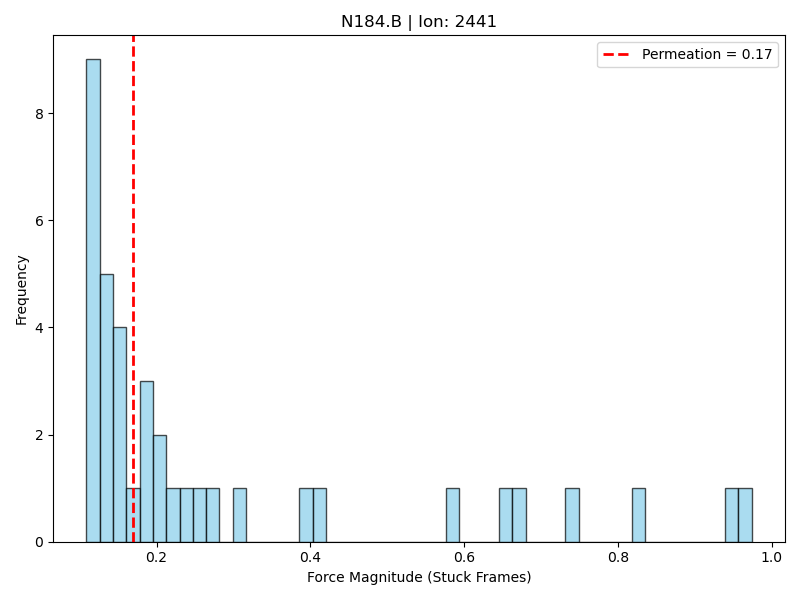 N184.B | Ion: 2441
Permeation = 0.17
Frequency
8
6
4
2
0
0.2
0.4
0.6
0.8
1.0
Force Magnitude (Stuck Frames)